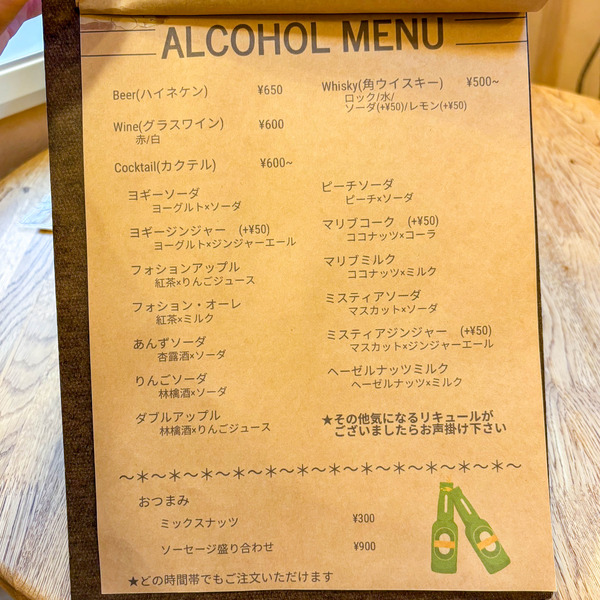 ALCOHOL MENU
Beer(ハイネケン) ¥650
Wine(グラスワイン) ¥600
赤/白
Cocktail(カクテル) ¥600~
ヨギーソーダ
ヨーグルト×ソーダ
ヨギージンジャー (+¥50)
ヨーグルト×ジンジャーエール
フォションアップル
紅茶×りんごジュース
フォション・オーレ
紅茶×ミルク
あんずソーダ
杏露酒×ソーダ
りんごソーダ
林檎酒×ソーダ
ダブルアップル
林檎酒×りんごジュース
Whisky(角ウイスキー) ¥500~
ロック/水/
ソーダ(+¥50)/レモン(+¥50)
ピーチソーダ
ピーチ×ソーダ
マリブコーク (+¥50)
ココナッツ×コーラ
マリブミルク
ココナッツ×ミルク
ミスティアソーダ
マスカット×ソーダ
ミスティアジンジャー (+¥50)
マスカット×ジンジャーエール
ヘーゼルナッツミルク
ヘーゼルナッツ×ミルク
★その他気になるリキュールが
ございましたらお声掛け下さい
〜＊〜＊〜＊〜＊〜＊〜＊〜＊〜＊〜＊〜＊〜＊〜＊〜
おつまみ
ミックスナッツ ¥300
ソーセージ盛り合わせ ¥900
★どの時間帯でもご注文いただけます